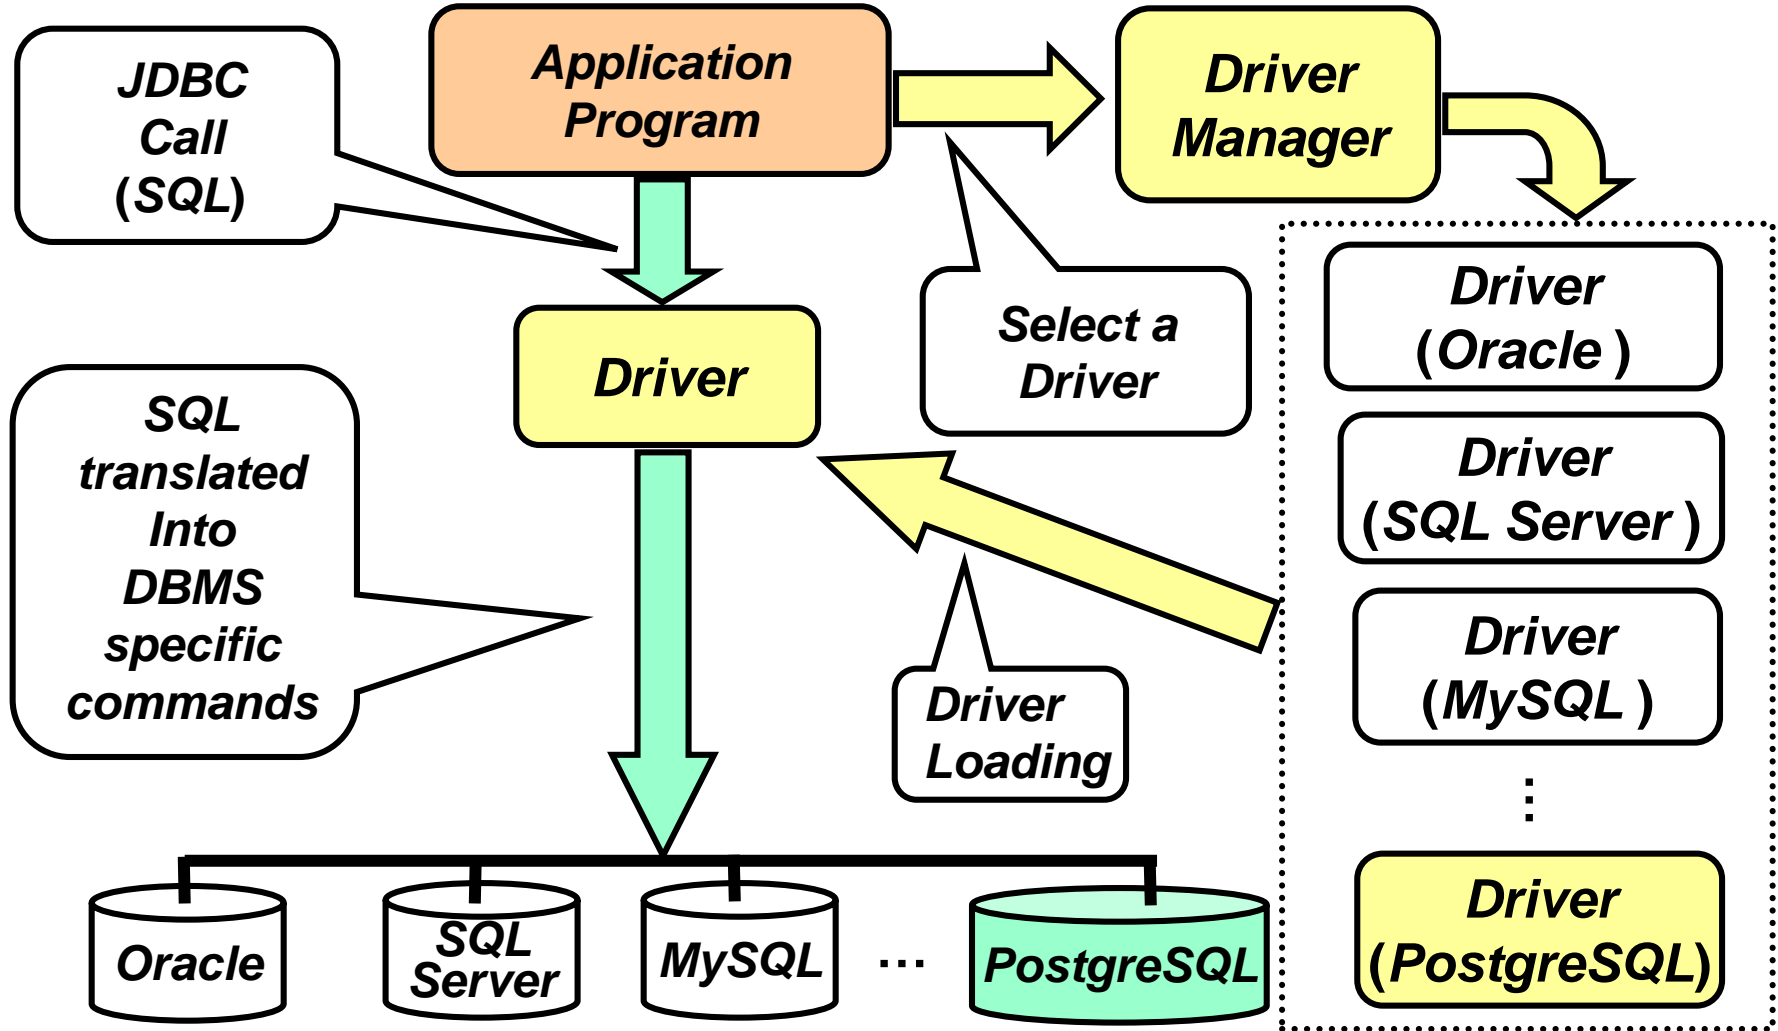 JDBC
Call
(SQL)
Application
Program
Driver
Manager
Select a
Driver
Driver
SQL
translated
Into
DBMS
specific
commands
Driver
Loading
Driver
(Oracle )
Driver
(SQL Server )
Driver
(MySQL )
⋮
Driver
(PostgreSQL)
Oracle
SQL
Server
MySQL
...
PostgreSQL